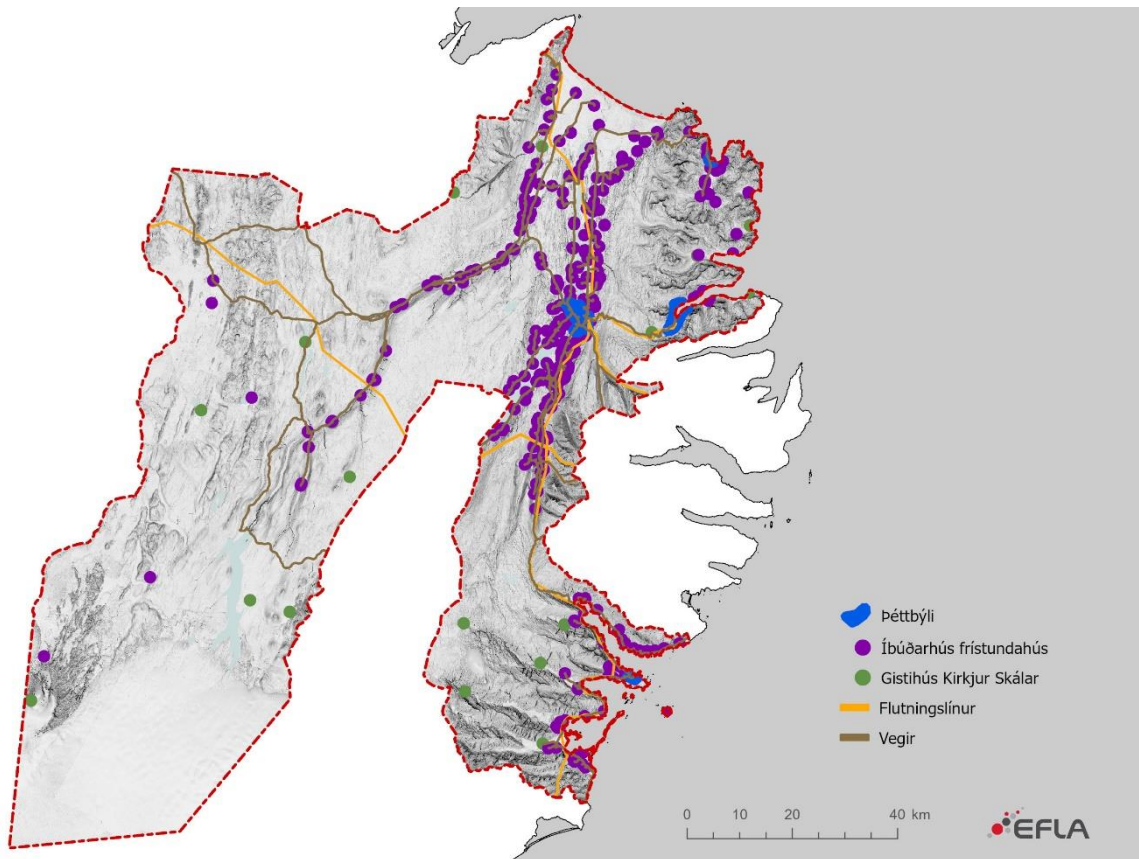 Þéttbýli
Íbúðarhús frístundahús
Gistihús Kirkjur Skálar
Flutningslínur
Vegir
0 10 20 40 km
EFLA